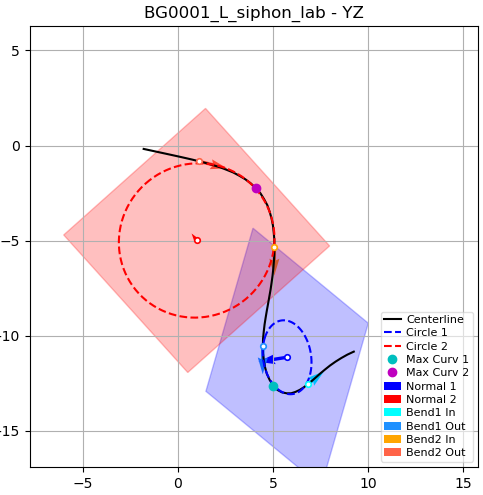 BG0001_L_siphon_lab - YZ
5
0
−5
−10
−15
−5
0
5
10
15
Centerline
Circle 1
Circle 2
Max Curv 1
Max Curv 2
Normal 1
Normal 2
Bend1 In
Bend1 Out
Bend2 In
Bend2 Out